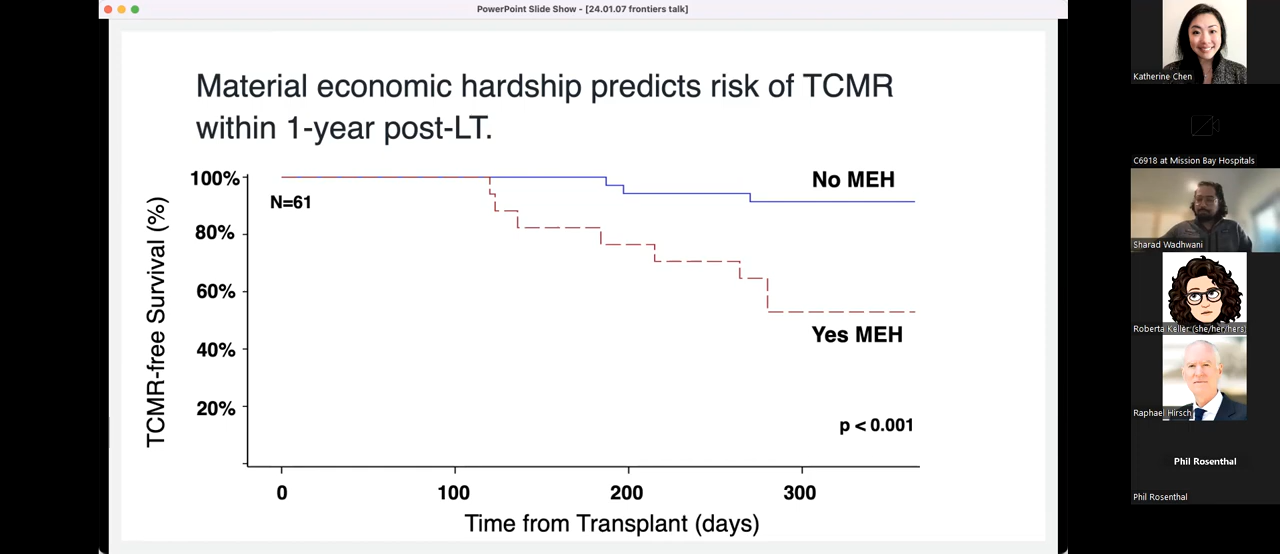 PowerPoint Slide Show - [24.01.07 frontiers talk]
Material economic hardship predicts risk of TCMR
within 1-year post-LT.
100%
80%
60%
40%
20%
TCMR-free Survival (%)
N=61
No MEH
Yes MEH
p < 0.001
0
100
200
300
Time from Transplant (days)
Katherine Chen
C6918 at Mission Bay Hospitals
Sharad Wadhwani
Roberta Keller (she/her/hers)
Raphael Hirsch
Phil Rosenthal
Phil Rosenthal